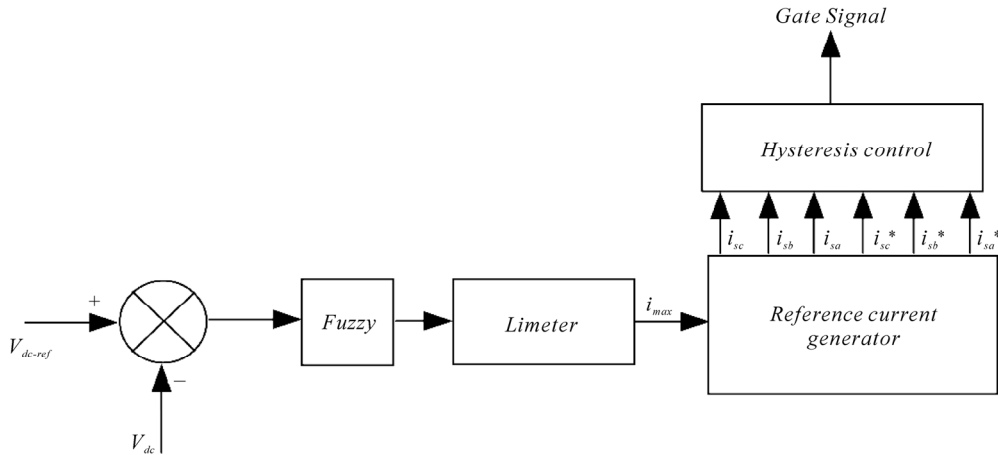 Gate Signal
Hysteresis control
i_sc i_sb i_sa i_sc* i_sb* i_sa*
+
V_dc-ref
Fuzzy
Limeter
i_max
Reference current
generator
−
V_dc